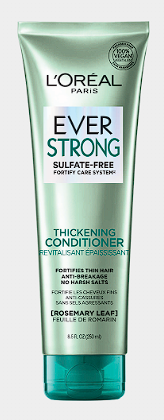 100%
VEGAN
L'ORÉAL
PARIS
EVER
STRONG
SULFATE-FREE
FORTIFY CARE SYSTEM
THICKENING
CONDITIONER
REVITALISANT ÉPAISSISSANT
FORTIFIES THIN HAIR
ANTI-BREAKAGE
NO HARSH SALTS
FORTIFIE LES CHEVEUX FINS
ANTI-CASSURES
SANS SELS AGRESSANTS
[ROSEMARY LEAF]
FEUILLE DE ROMARIN
8.5 FL OZ (250 ml)